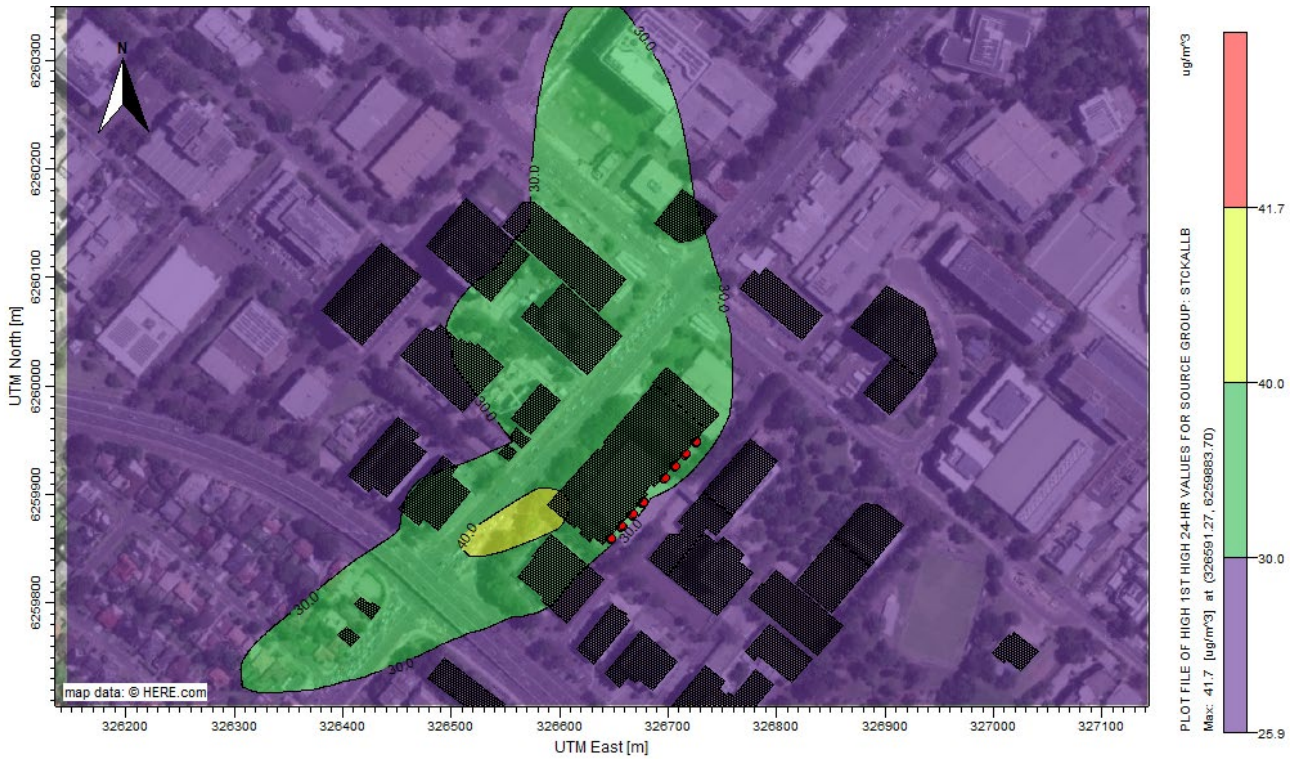 N
30.0
30.0
30.0
30.0
30.0
40.0
30.0
30.0
30.0
map data: © HERE.com
6260300
6260200
6260100
6260000
6259900
6259800
UTM North [m]
326200 326300 326400 326500 326600 326700 326800 326900 327000 327100
UTM East [m]
PLOT FILE OF HIGH 1ST HIGH 24-HR VALUES FOR SOURCE GROUP: STCKALLB
ug/m^3
Max: 41.7 [ug/m^3] at (326591.27, 6259883.70)
41.7
40.0
30.0
25.9